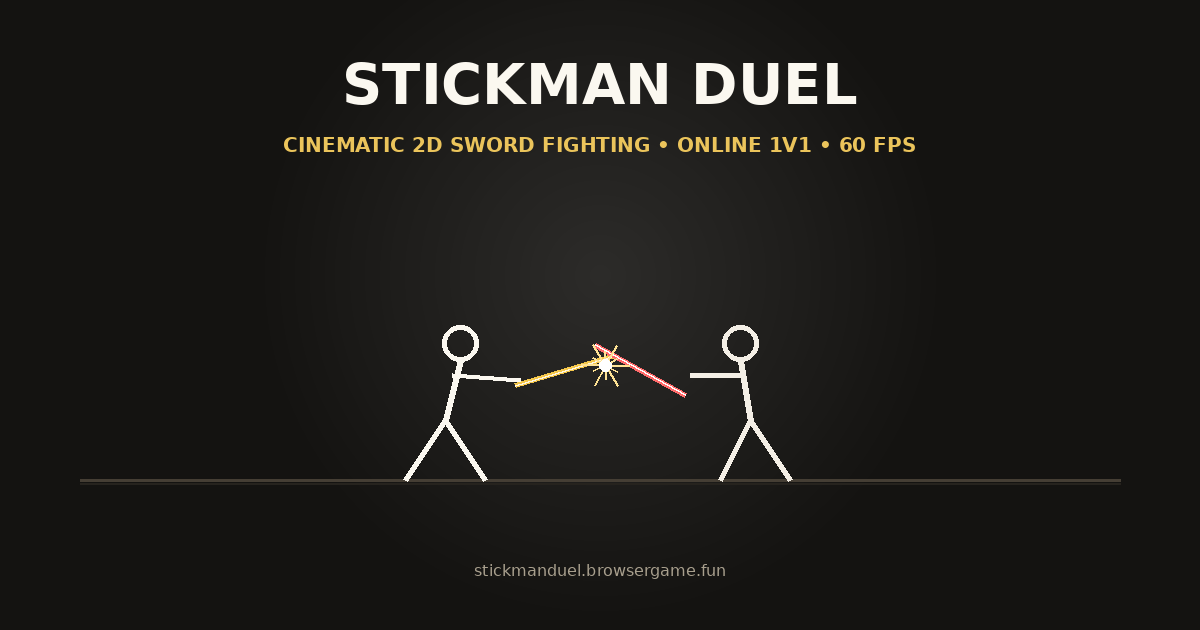 STICKMAN DUEL
CINEMATIC 2D SWORD FIGHTING • ONLINE 1V1 • 60 FPS
stickmanduel.browsergame.fun